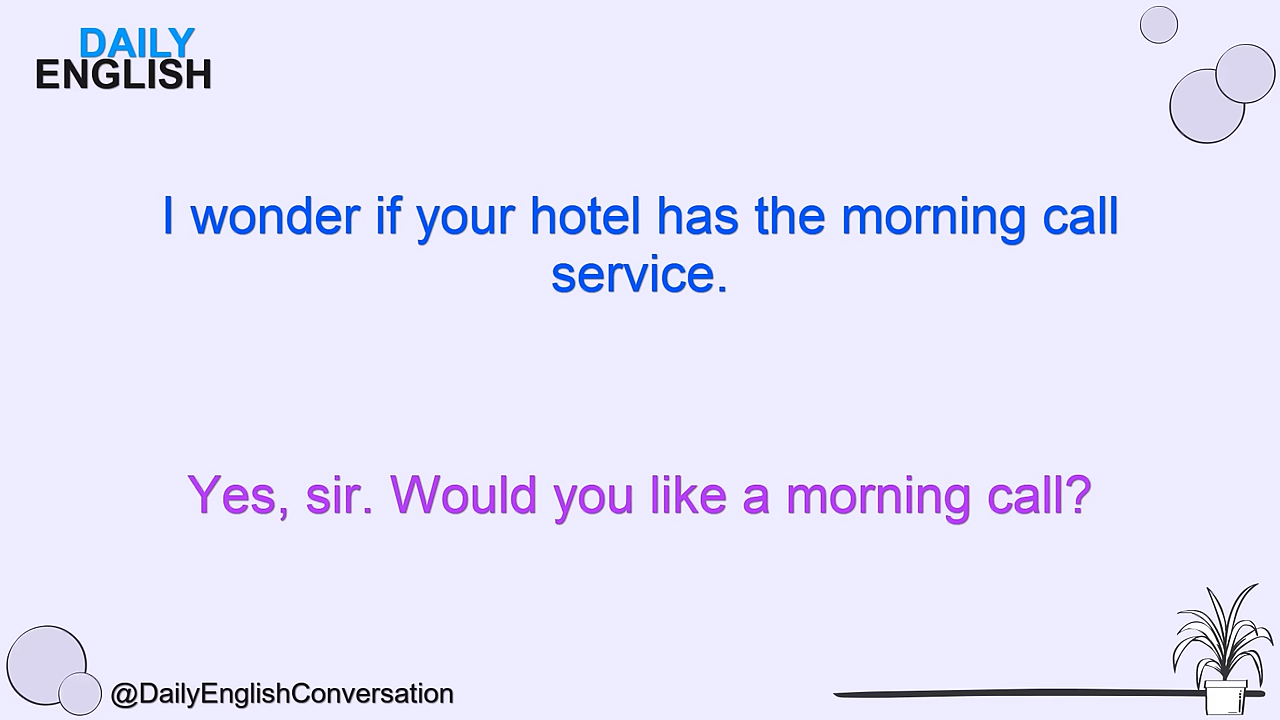 DAILY
ENGLISH
I wonder if your hotel has the morning call
service.
Yes, sir. Would you like a morning call?
@DailyEnglishConversation